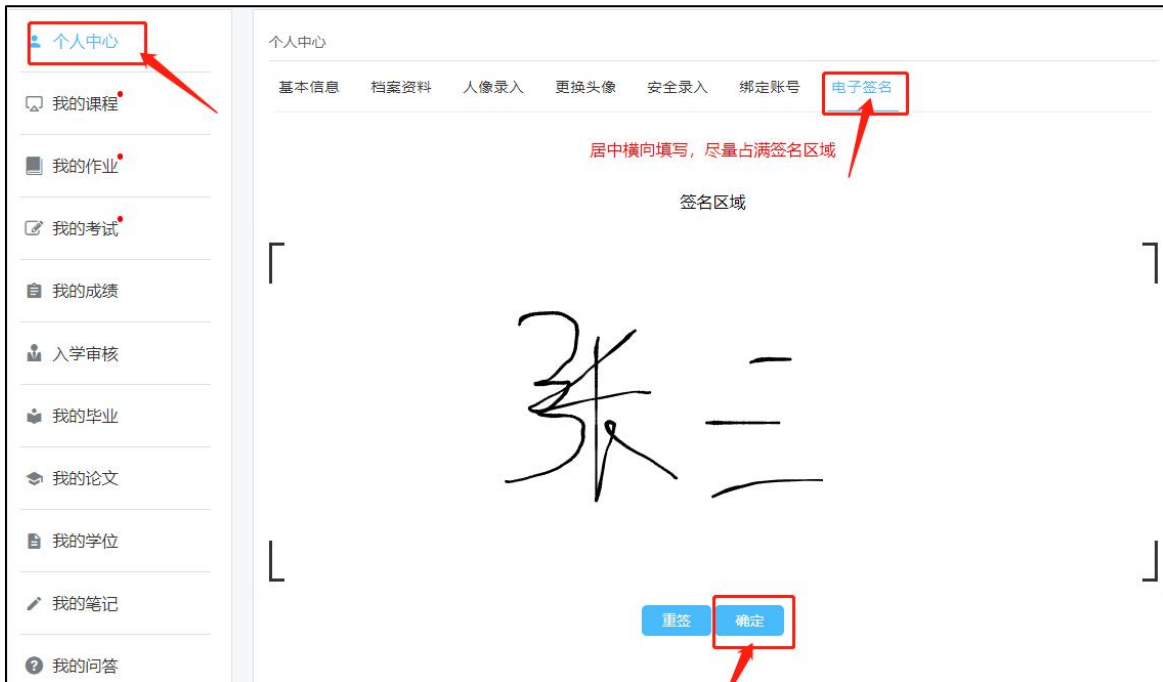 个人中心
我的课程
我的作业
我的考试
我的成绩
入学审核
我的毕业
我的论文
我的学位
我的笔记
我的问答
个人中心
基本信息 档案资料 人像录入 更换头像 安全录入 绑定账号 电子签名
居中横向填写，尽量占满签名区域
签名区域
张三
重签 确定